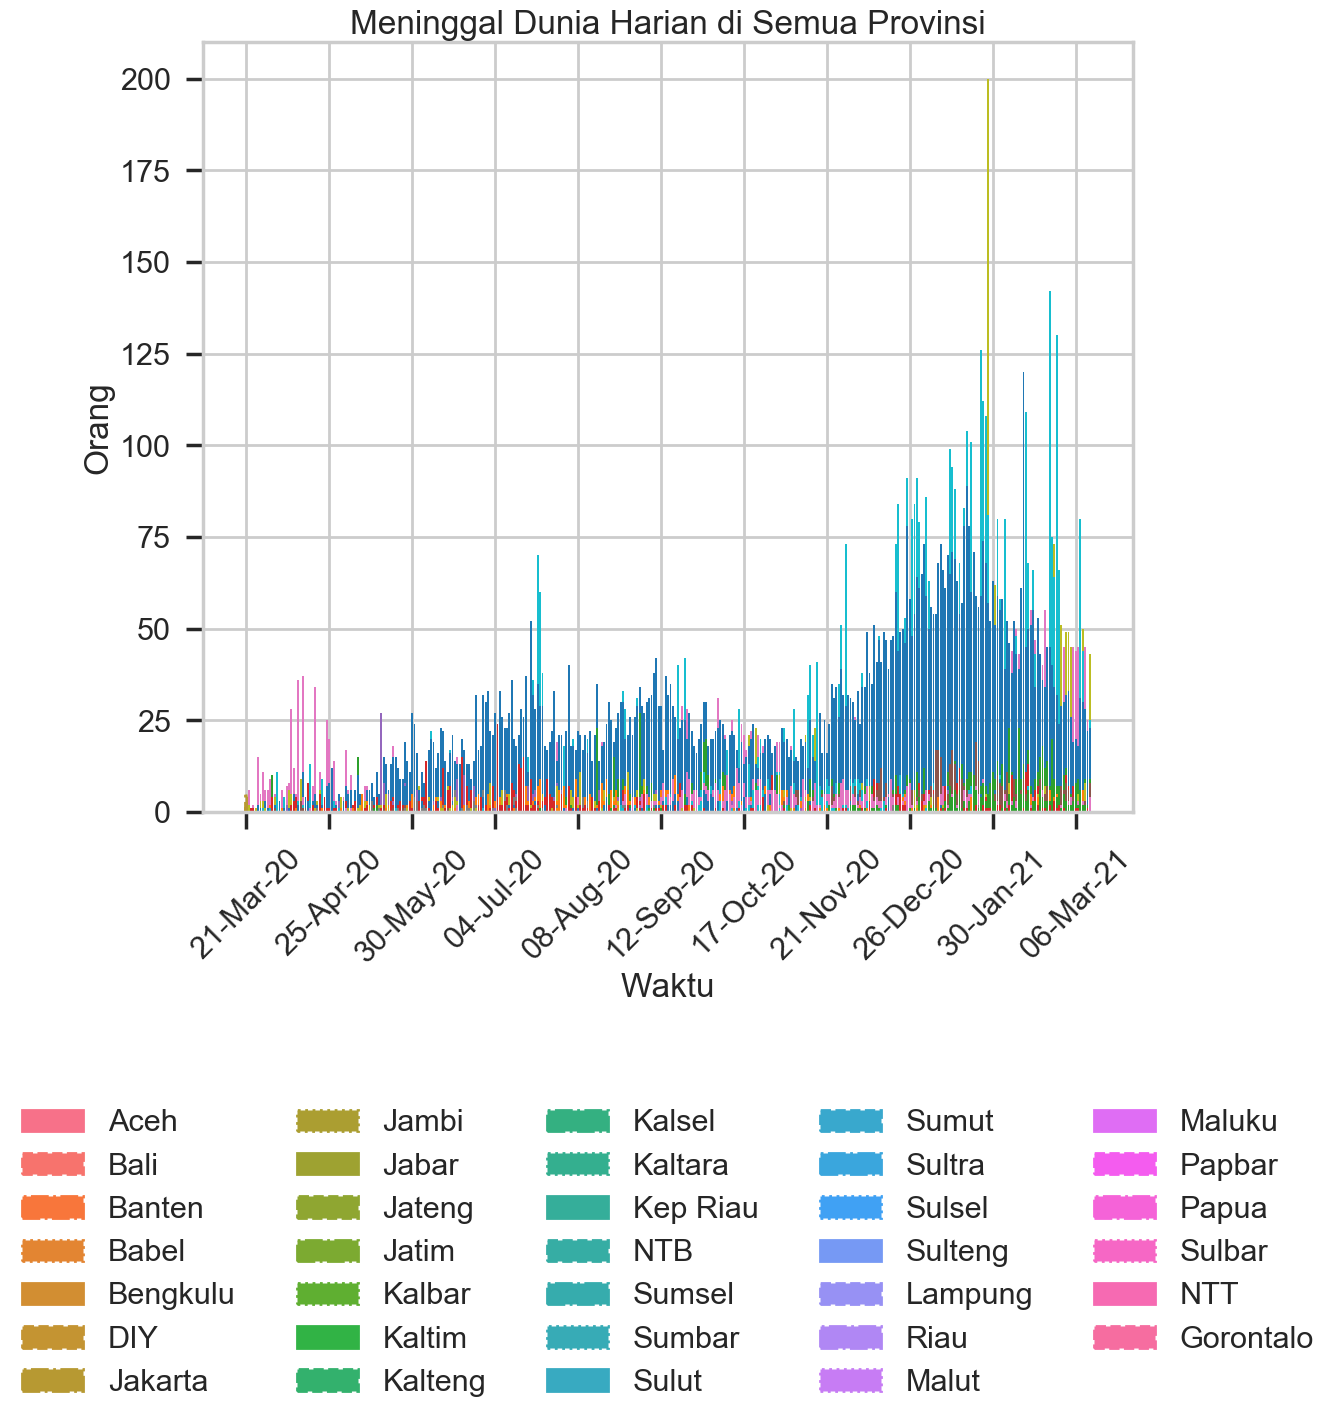 Meninggal Dunia Harian di Semua Provinsi
200
175
150
125
100
75
50
25
0
Orang
21-Mar-20
25-Apr-20
30-May-20
04-Jul-20
08-Aug-20
12-Sep-20
17-Oct-20
21-Nov-20
26-Dec-20
30-Jan-21
06-Mar-21
Waktu
Aceh
Bali
Banten
Babel
Bengkulu
DIY
Jakarta
Jambi
Jabar
Jateng
Jatim
Kalbar
Kaltim
Kalteng
Kalsel
Kaltara
Kep Riau
NTB
Sumsel
Sumbar
Sulut
Sumut
Sultra
Sulsel
Sulteng
Lampung
Riau
Malut
Maluku
Papbar
Papua
Sulbar
NTT
Gorontalo